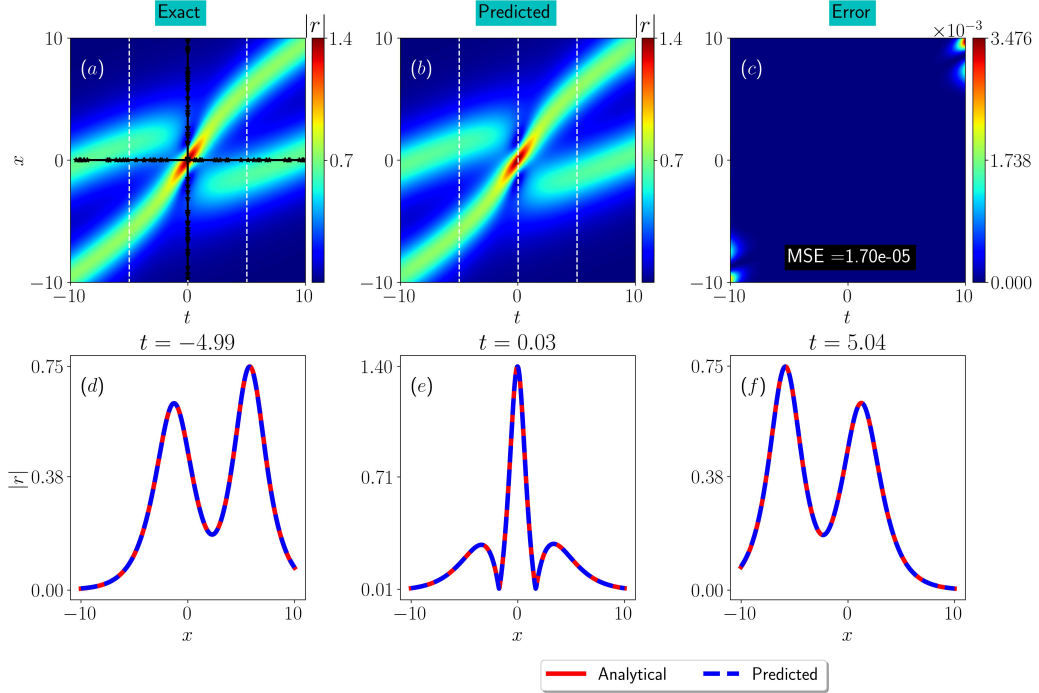 Exact
Predicted
Error
(a)
|r|
1.4
0.7
0
10
0
−10
x
−10
0
10
t
(b)
|r|
1.4
0.7
0
10
0
−10
−10
0
10
t
(c)
×10⁻³
3.476
1.738
0.000
10
0
−10
MSE =1.70e-05
−10
0
10
t
t = −4.99
(d)
0.75
0.38
0.00
|r|
−10
0
10
x
t = 0.03
(e)
1.40
0.71
0.01
−10
0
10
x
t = 5.04
(f)
0.75
0.38
0.00
−10
0
10
x
Analytical
Predicted